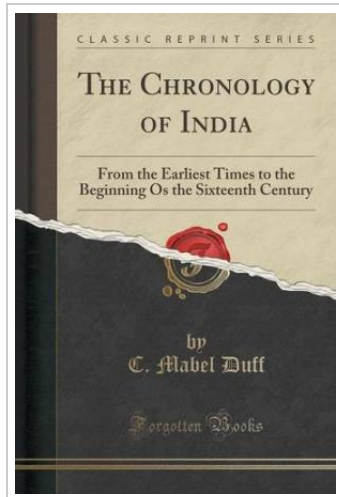 CLASSIC REPRINT SERIES
THE CHRONOLOGY
OF INDIA
From the Earliest Times to the
Beginning Os the Sixteenth Century
by
C. Mabel Duff
Forgotten Books